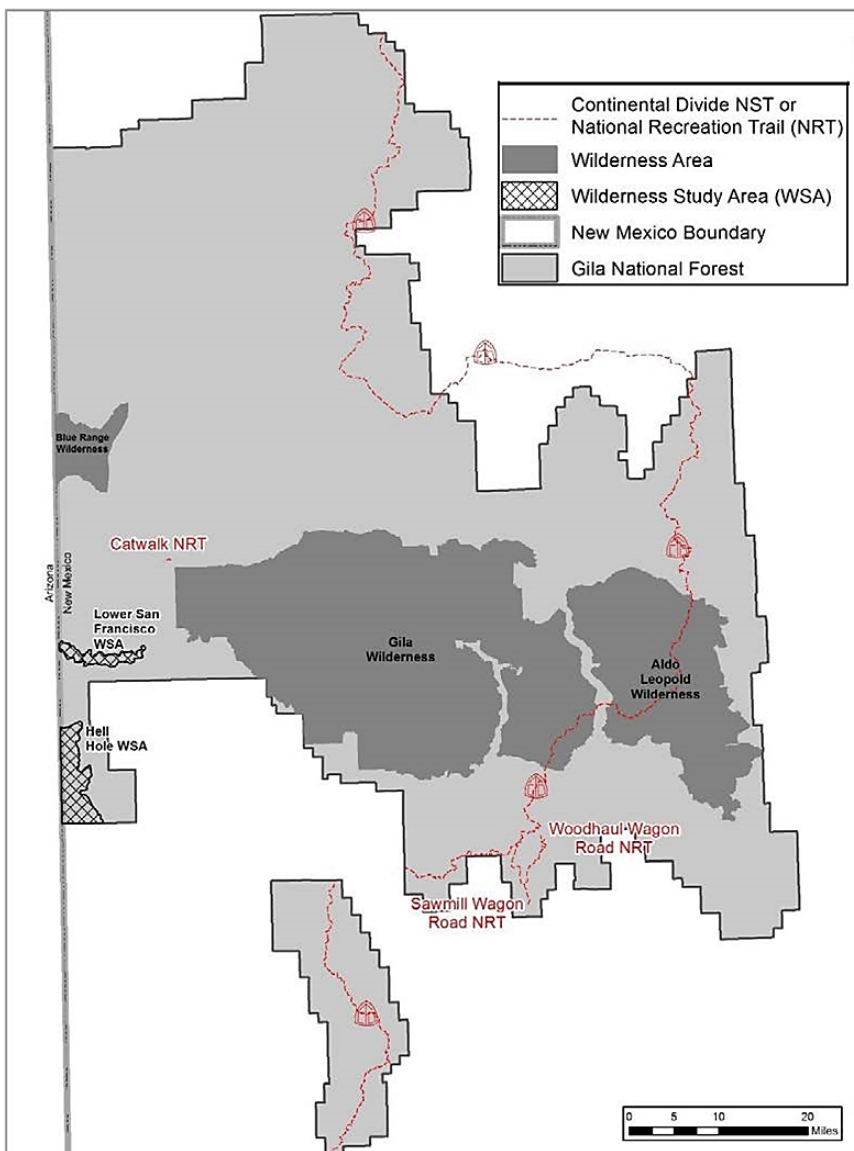 Continental Divide NST or
National Recreation Trail (NRT)
Wilderness Area
Wilderness Study Area (WSA)
New Mexico Boundary
Gila National Forest
Blue Range
Wilderness
Catwalk NRT
Arizona
New Mexico
Lower San
Francisco
WSA
Gila
Wilderness
Aldo
Leopold
Wilderness
Hell
Hole WSA
Woodhaul Wagon
Road NRT
Sawmill Wagon
Road NRT
0 5 10 20
Miles